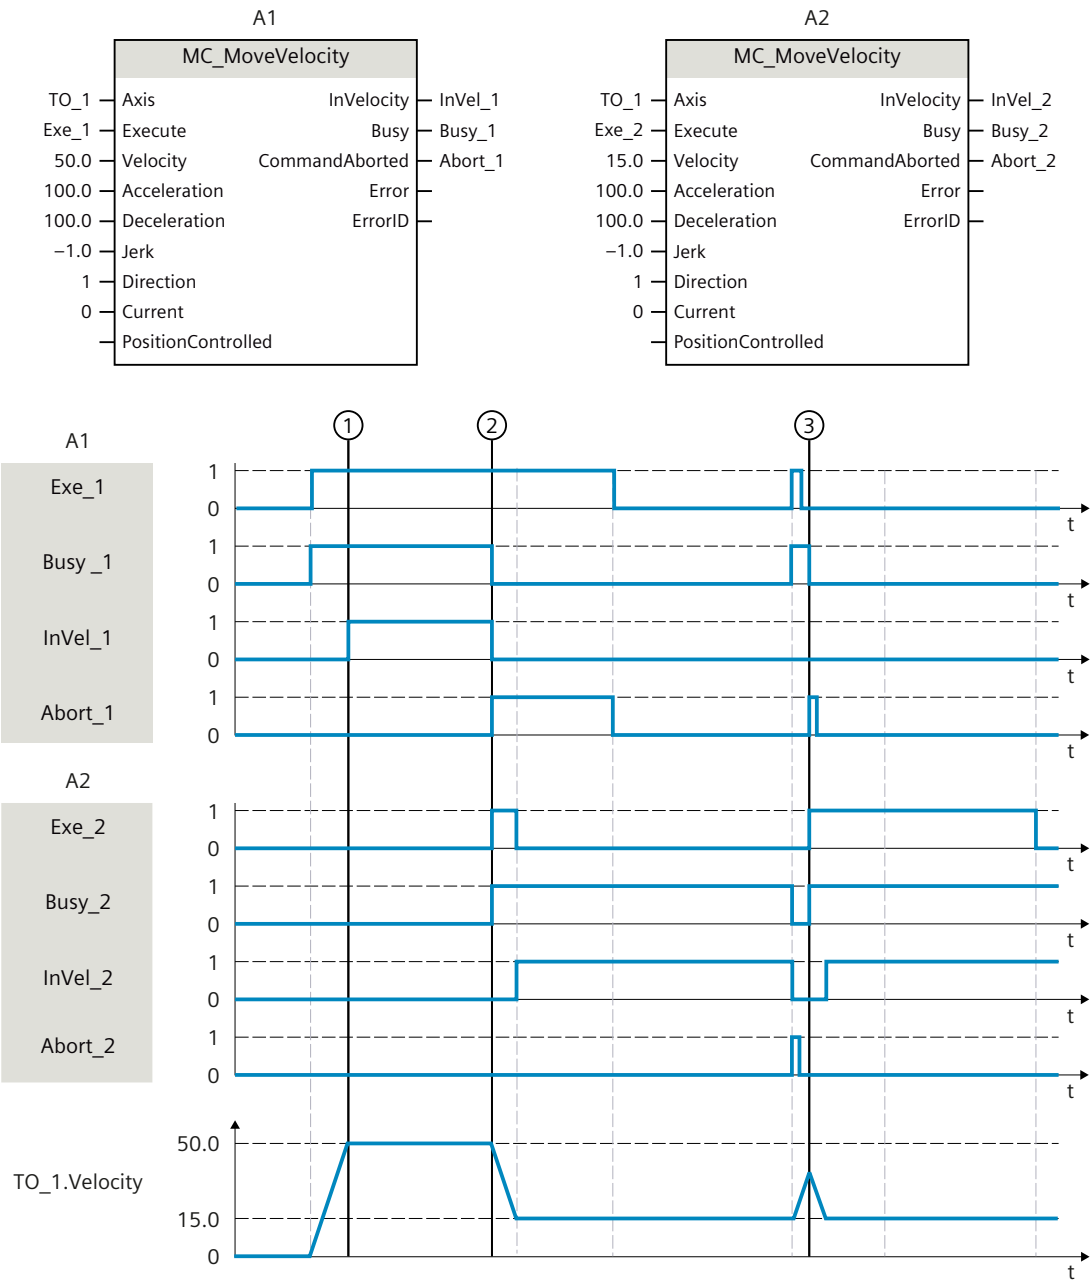 A1 A2
MC_MoveVelocity MC_MoveVelocity
TO_1 Axis InVelocity InVel_1 TO_1 Axis InVelocity InVel_2
Exe_1 Execute Busy Busy_1 Exe_2 Execute Busy Busy_2
50.0 Velocity CommandAborted Abort_1 15.0 Velocity CommandAborted Abort_2
100.0 Acceleration Error 100.0 Acceleration Error
100.0 Deceleration ErrorID 100.0 Deceleration ErrorID
−1.0 Jerk −1.0 Jerk
1 Direction 1 Direction
0 Current 0 Current
PositionControlled PositionControlled
1 2 3
A1
1
Exe_1
0
t
1
Busy _1
0
t
1
InVel_1
0
t
1
Abort_1
0
t
A2
1
Exe_2
0
t
1
Busy_2
0
t
1
InVel_2
0
t
1
Abort_2
0
t
50.0
TO_1.Velocity
15.0
0
t